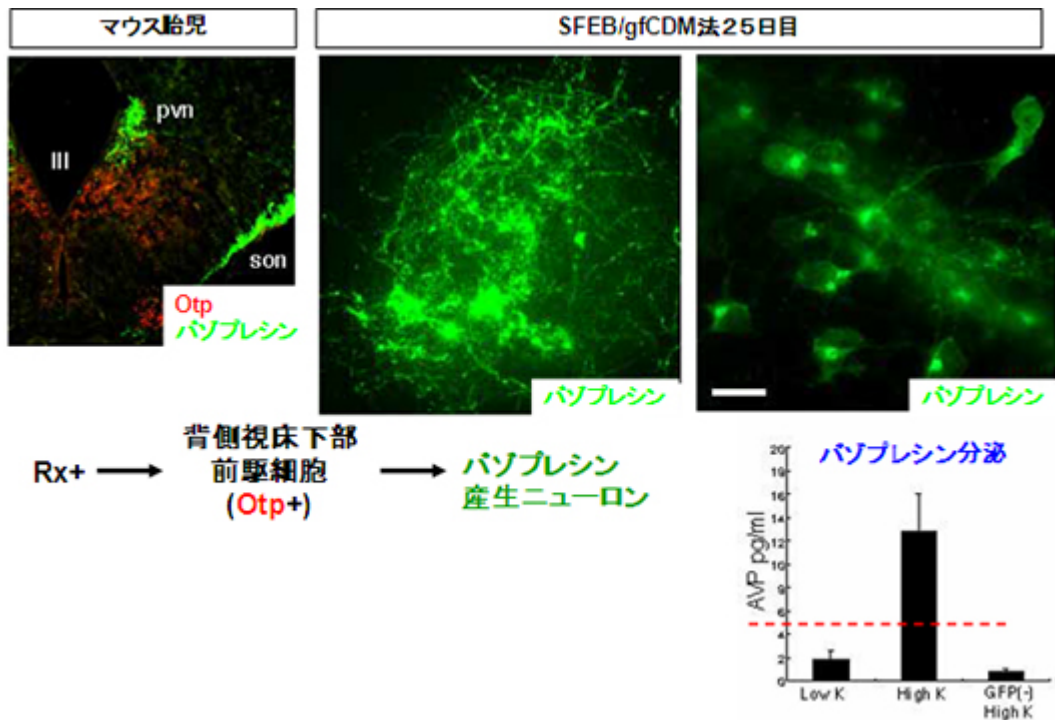 マウス胎児
SFEB/gfCDM法25日目
pvn
III
son
Otp
バゾプレシン
バゾプレシン
バゾプレシン
Rx+
背側視床下部
前駆細胞
(Otp+)
バゾプレシン
産生ニューロン
バゾプレシン分泌
AVP pg/ml
20
18
16
14
12
10
8
6
4
2
0
Low K
High K
GFP(-)
High K